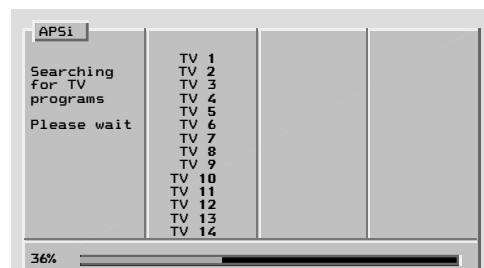 APSi
Searching
for TV
programs
Please wait
TV 1
TV 2
TV 3
TV 4
TV 5
TV 6
TV 7
TV 8
TV 9
TV 10
TV 11
TV 12
TV 13
TV 14
36%